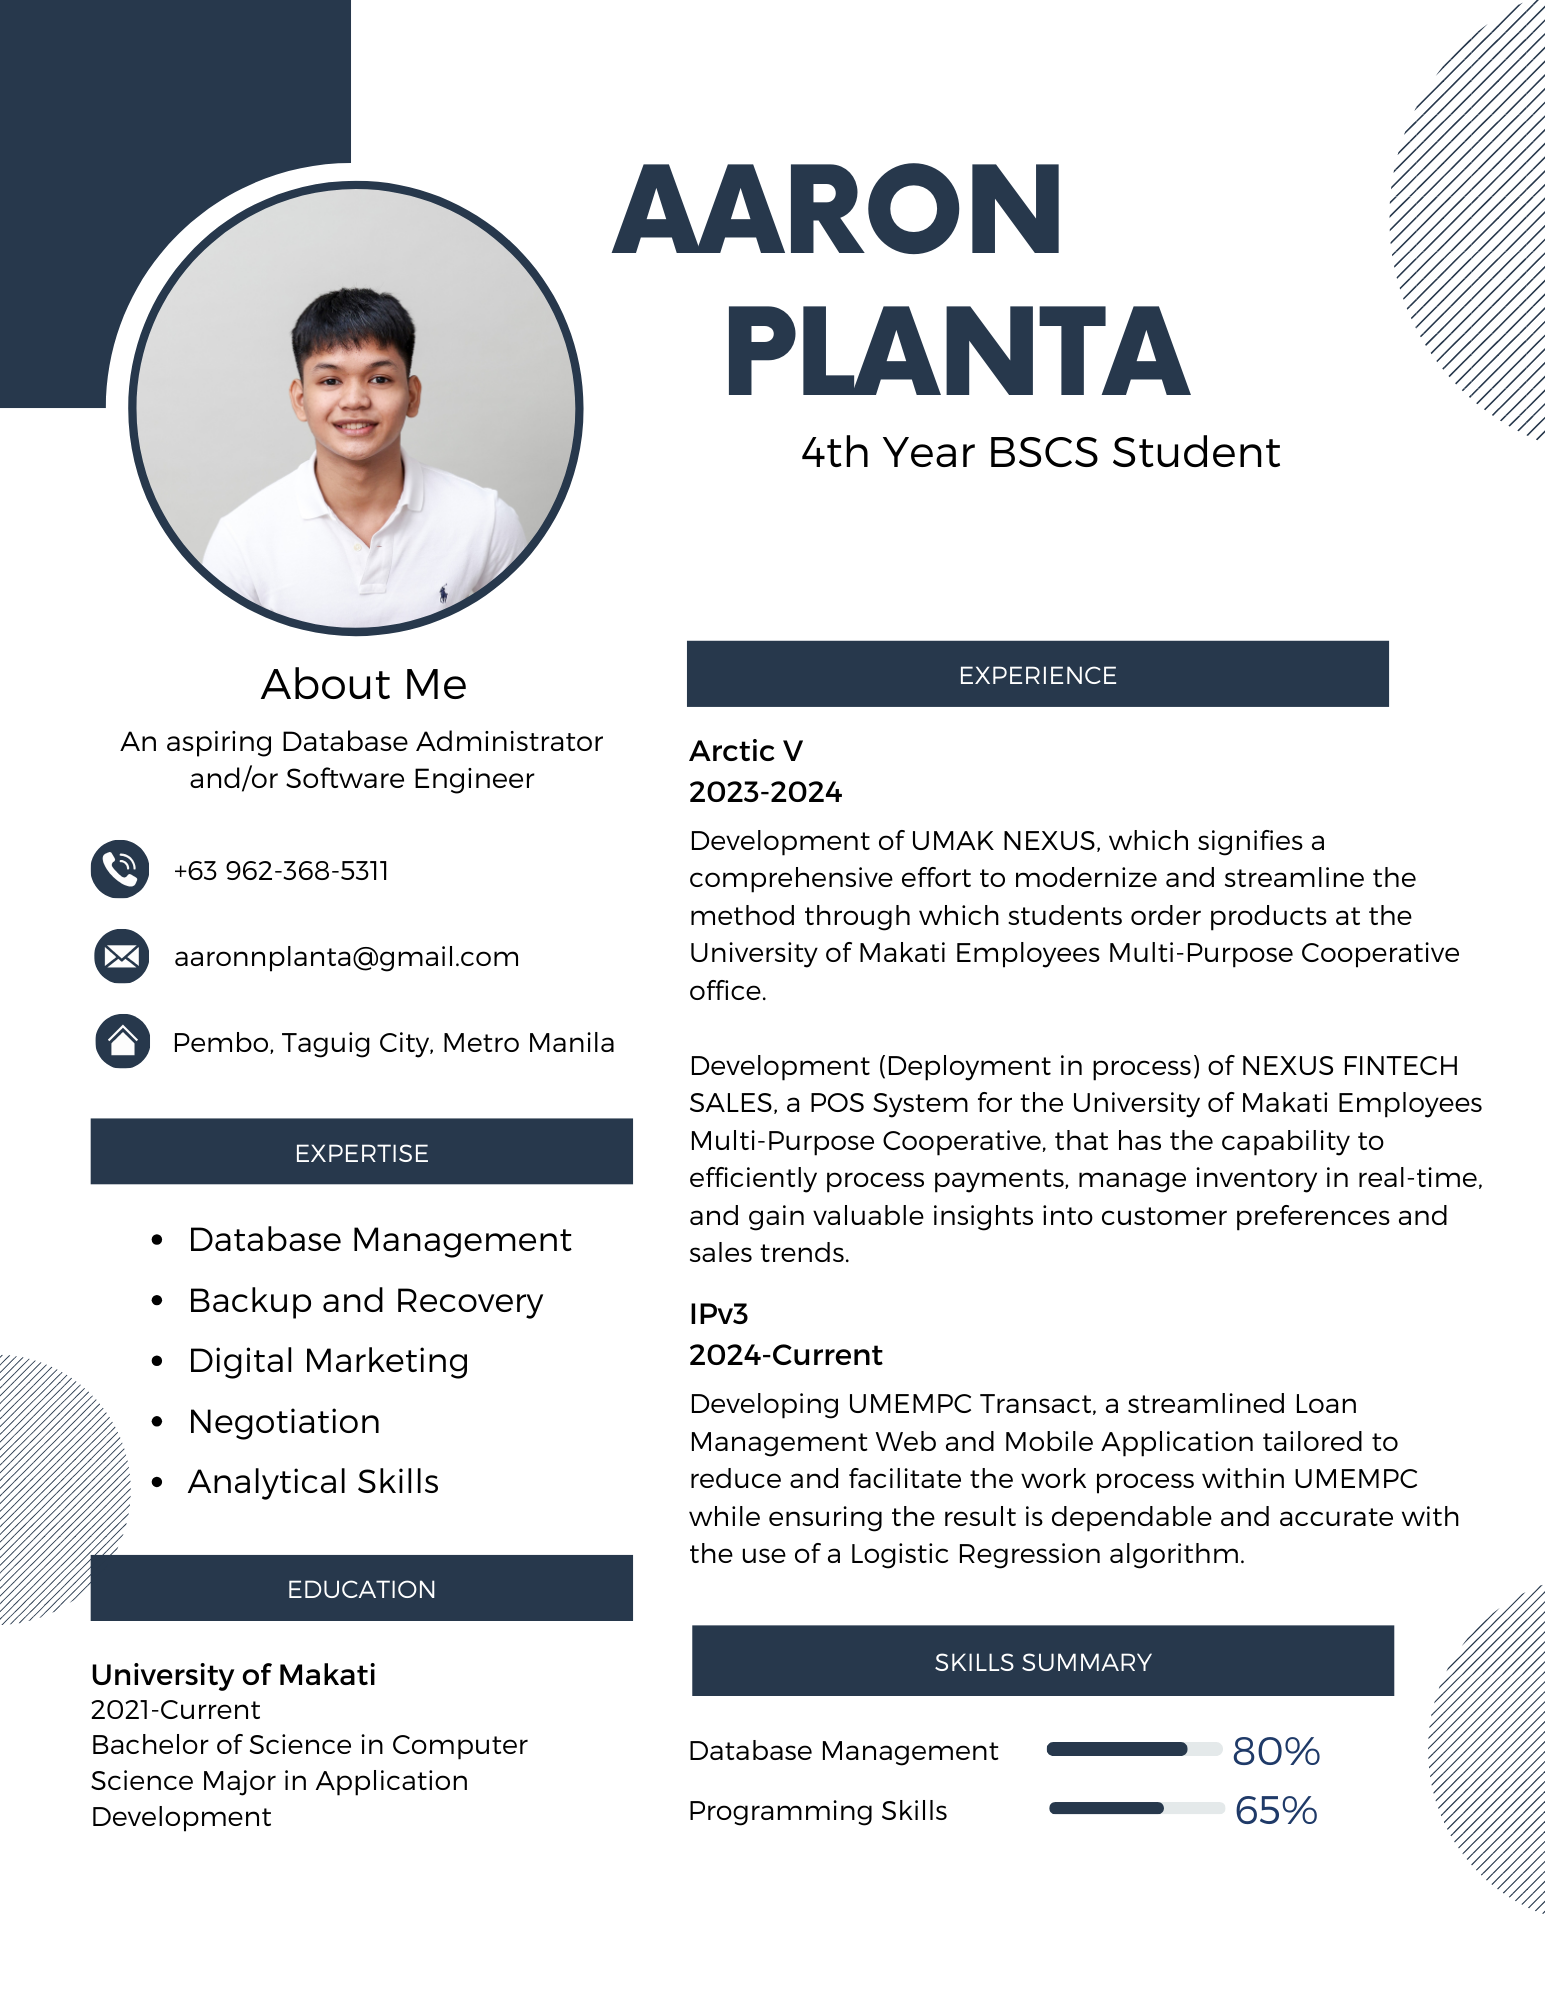 AARON
PLANTA
4th Year BSCS Student
About Me
An aspiring Database Administrator
and/or Software Engineer
+63 962-368-5311
aaronnplanta@gmail.com
Pembo, Taguig City, Metro Manila
EXPERTISE
• Database Management
• Backup and Recovery
• Digital Marketing
• Negotiation
• Analytical Skills
EDUCATION
University of Makati
2021-Current
Bachelor of Science in Computer
Science Major in Application
Development
EXPERIENCE
Arctic V
2023-2024
Development of UMAK NEXUS, which signifies a
comprehensive effort to modernize and streamline the
method through which students order products at the
University of Makati Employees Multi-Purpose Cooperative
office.
Development (Deployment in process) of NEXUS FINTECH
SALES, a POS System for the University of Makati Employees
Multi-Purpose Cooperative, that has the capability to
efficiently process payments, manage inventory in real-time,
and gain valuable insights into customer preferences and
sales trends.
IPv3
2024-Current
Developing UMEMPC Transact, a streamlined Loan
Management Web and Mobile Application tailored to
reduce and facilitate the work process within UMEMPC
while ensuring the result is dependable and accurate with
the use of a Logistic Regression algorithm.
SKILLS SUMMARY
Database Management 80%
Programming Skills 65%